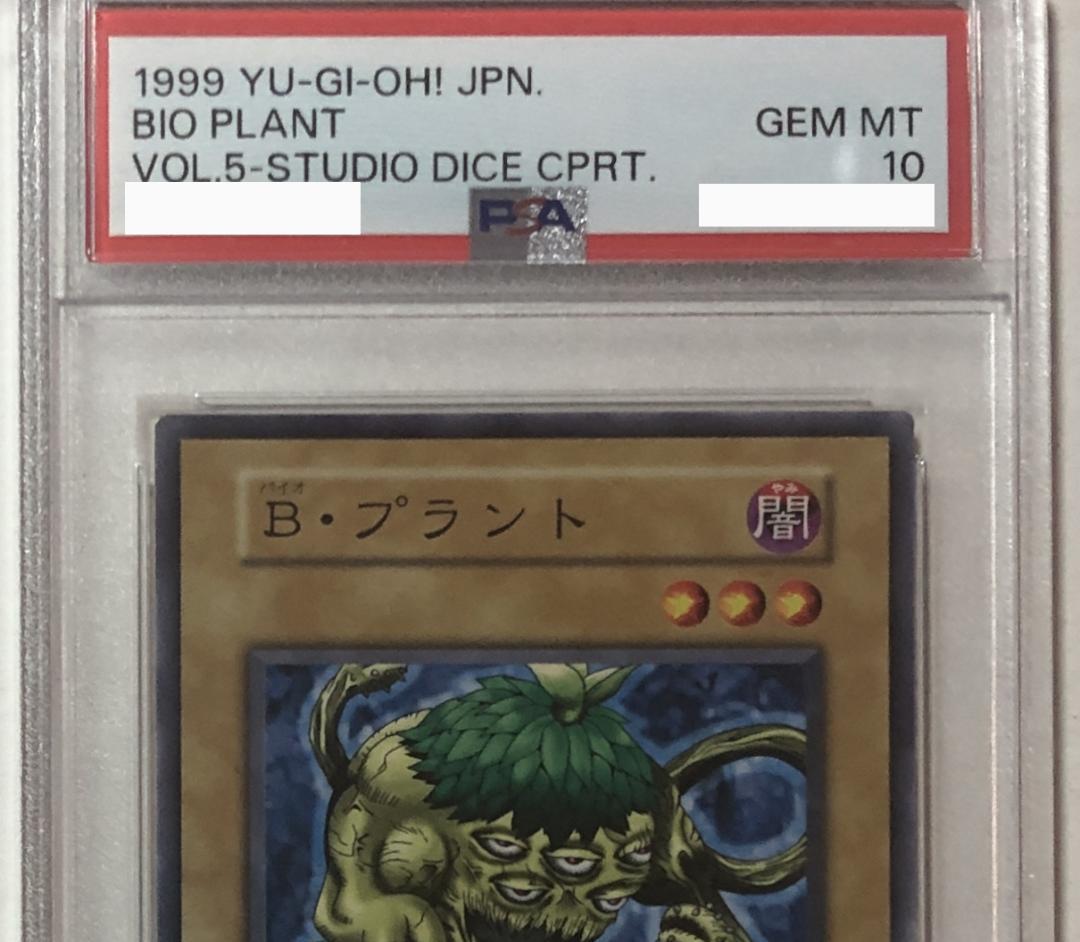 1999 YU-GI-OH! JPN.
BIO PLANT
GEM MT
VOL.5-STUDIO DICE CPRT.
10
PSA
バイオ
B・プラント
やみ
闇